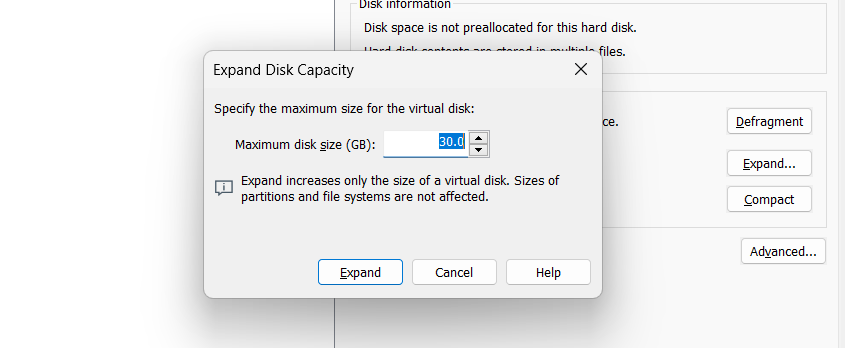 Disk information
Disk space is not preallocated for this hard disk.
Hard disk contents are stored in multiple files.
Expand Disk Capacity
Specify the maximum size for the virtual disk:
Maximum disk size (GB): 30.0
Expand increases only the size of a virtual disk. Sizes of
partitions and file systems are not affected.
Expand Cancel Help
ce.
Defragment
Expand...
Compact
Advanced...